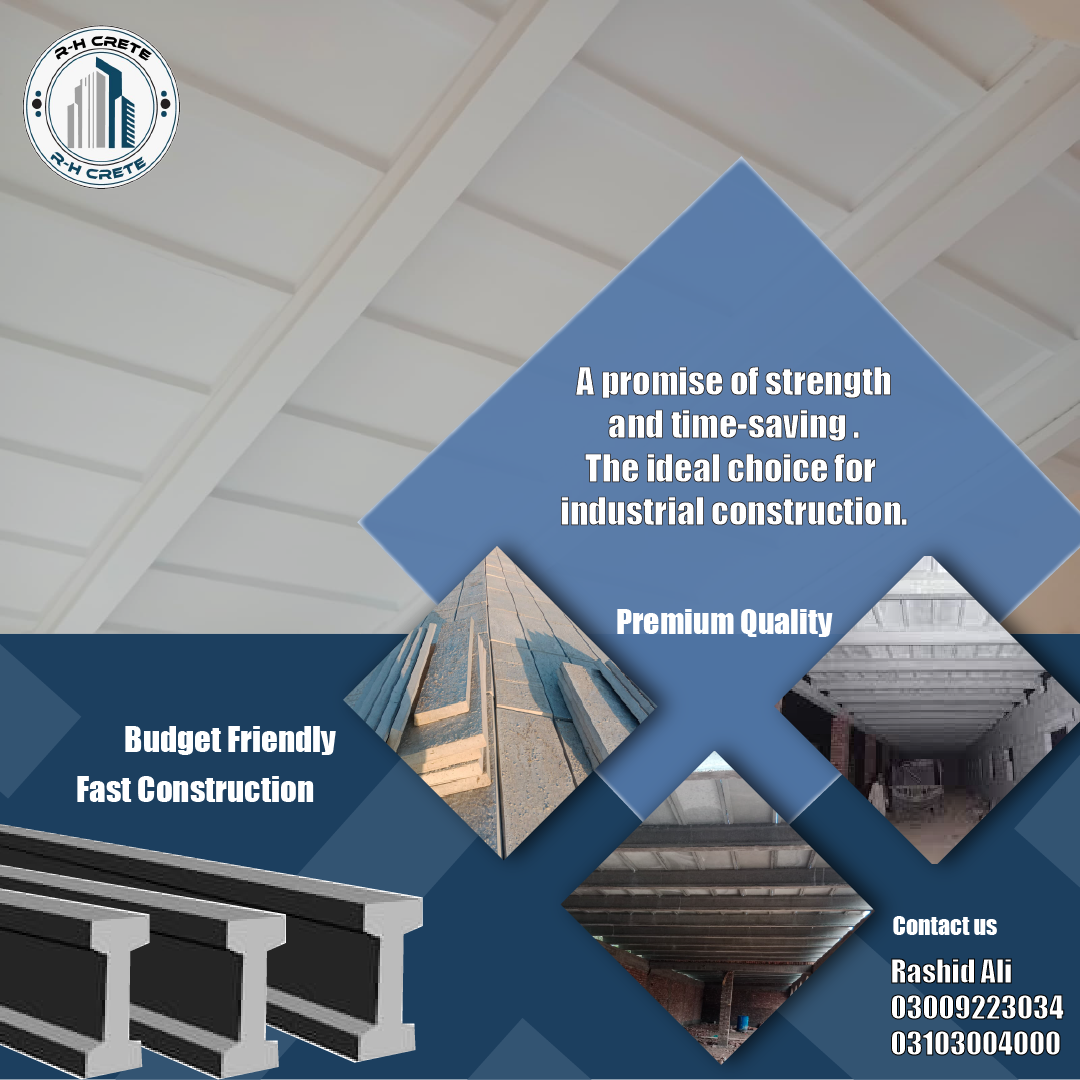 R-H CRETE
R-H CRETE
A promise of strength
and time-saving .
The ideal choice for
industrial construction.
Premium Quality
Budget Friendly
Fast Construction
Contact us
Rashid Ali
03009223034
03103004000